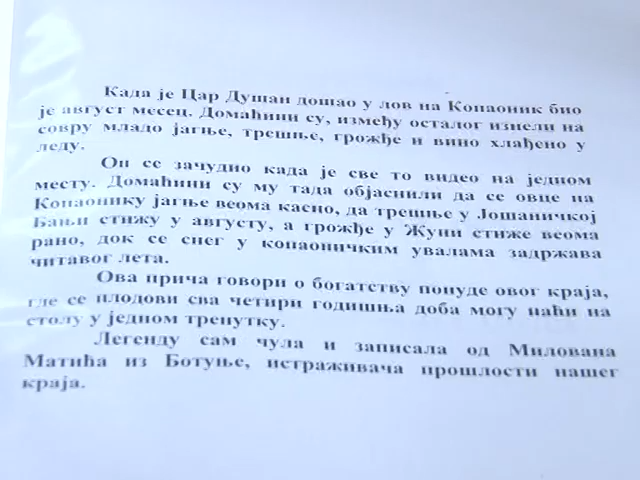 Када је Цар Душан дошао у лов на Копаоник био
је август месец. Домаћини су, између осталог изнели на
совру младо јагње, трешње, грожђе и вино хлађено у
леду.
Он се зачудио када је све то видео на једном
месту. Домаћини су му тада објаснили да се овце на
Копаонику јагње веома касно, да трешње у Јошаничкој
Бањи стижу у августу, а грожђе у Жупи стиже веома
рано, док се снег у копаоничким увалама задржава
читавог лета.
Ова прича говори о богатству понуде овог краја,
где се плодови сва четири годишња доба могу наћи на
столу у једном тренутку.
Легенду сам чула и записала од Милована
Матића из Ботуње, истраживача прошлости нашег
краја.